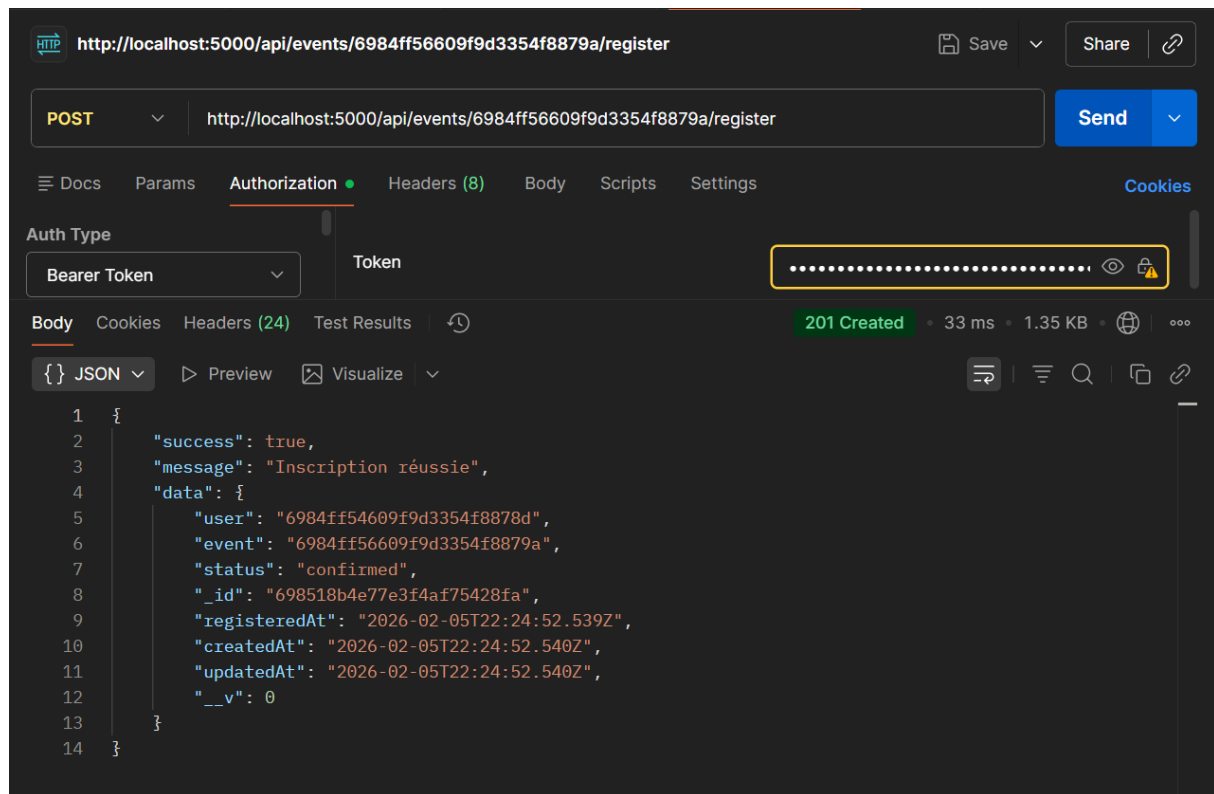 HTTP http://localhost:5000/api/events/6984ff56609f9d3354f8879a/register Save Share
POST http://localhost:5000/api/events/6984ff56609f9d3354f8879a/register Send
Docs Params Authorization Headers (8) Body Scripts Settings Cookies
Auth Type
Bearer Token
Token
Body Cookies Headers (24) Test Results 201 Created • 33 ms • 1.35 KB •
{} JSON Preview Visualize
1 {
2 "success": true,
3 "message": "Inscription réussie",
4 "data": {
5 "user": "6984ff54609f9d3354f8878d",
6 "event": "6984ff56609f9d3354f8879a",
7 "status": "confirmed",
8 "_id": "698518b4e77e3f4af75428fa",
9 "registeredAt": "2026-02-05T22:24:52.539Z",
10 "createdAt": "2026-02-05T22:24:52.540Z",
11 "updatedAt": "2026-02-05T22:24:52.540Z",
12 "__v": 0
13 }
14 }